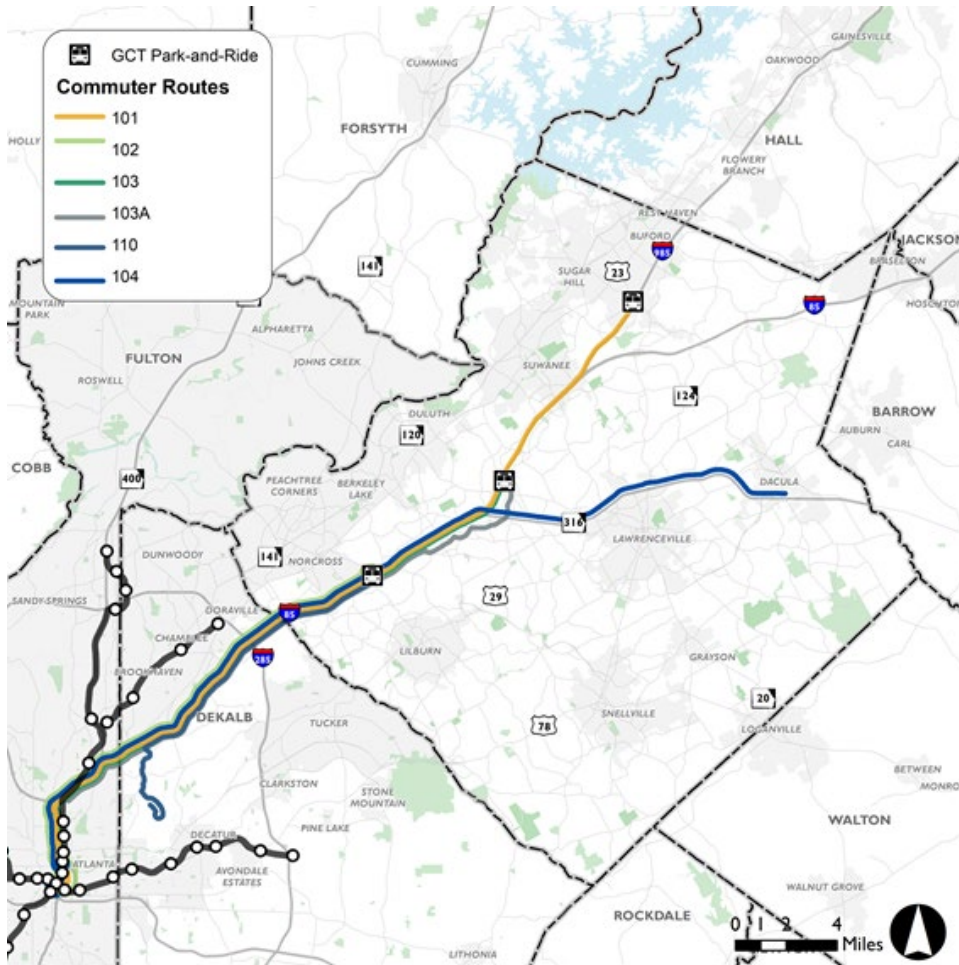 GCT Park-and-Ride
Commuter Routes
101
102
103
103A
110
104
GAINESVILLE
OAKWOOD
CUMMING
HOLLY
FORSYTH
HALL
FLOWERY
BRANCH
REST HAVEN
BUFORD
985
JACKSON
BRASELTON
141
SUGAR
HILL
23
85
MOUNTAIN
PARK
ALPHARETTA
FULTON
JOHNS CREEK
SUWANEE
ROSWELL
124
DULUTH
120
BARROW
AUBURN
CARL
COBB
400
PEACHTREE
CORNERS
BERKELEY
LAKE
DACULA
316
LAWRENCEVILLE
DUNWOODY
141
NORCROSS
SANDY-SPRINGS
DORAVILLE
85
29
CHAMBLEE
285
LILBURN
BROOKHAVEN
GRAYSON
20
DEKALB
TUCKER
78
SNELLVILLE
LOGANVILLE
CLARKSTON
STONE
MOUNTAIN
BETWEEN
MONRO
PINE LAKE
DECATUR
WALTON
ATLANTA
AVONDALE
ESTATES
WALNUT GROVE
ROCKDALE
LITHONIA
0 1 2 4 Miles